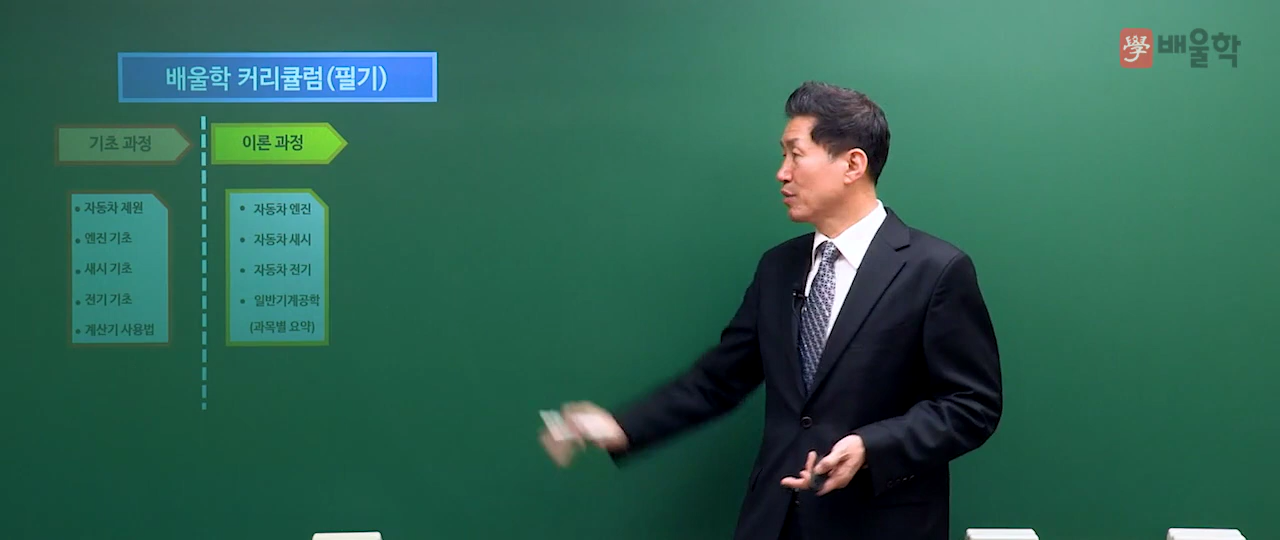 學 배울학
배울학 커리큘럼(필기)
기초 과정
• 자동차 제원
• 엔진 기초
• 새시 기초
• 전기 기초
• 계산기 사용법
이론 과정
• 자동차 엔진
• 자동차 새시
• 자동차 전기
• 일반기계공학
(과목별 요약)